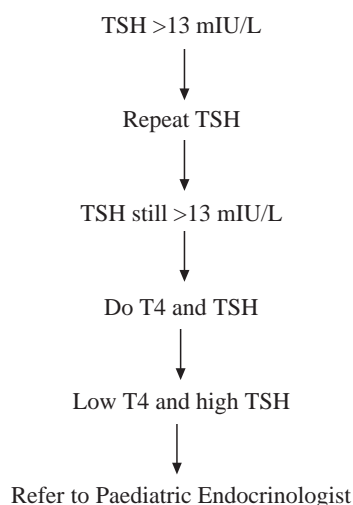 TSH >13 mIU/L
Repeat TSH
TSH still >13 mIU/L
Do T4 and TSH
Low T4 and high TSH
Refer to Paediatric Endocrinologist